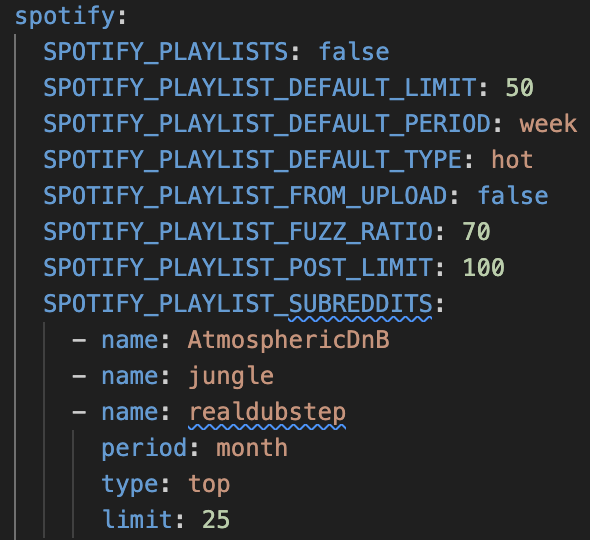 spotify:
SPOTIFY_PLAYLISTS: false
SPOTIFY_PLAYLIST_DEFAULT_LIMIT: 50
SPOTIFY_PLAYLIST_DEFAULT_PERIOD: week
SPOTIFY_PLAYLIST_DEFAULT_TYPE: hot
SPOTIFY_PLAYLIST_FROM_UPLOAD: false
SPOTIFY_PLAYLIST_FUZZ_RATIO: 70
SPOTIFY_PLAYLIST_POST_LIMIT: 100
SPOTIFY_PLAYLIST_SUBREDDITS:
- name: AtmosphericDnB
- name: jungle
- name: realdubstep
period: month
type: top
limit: 25